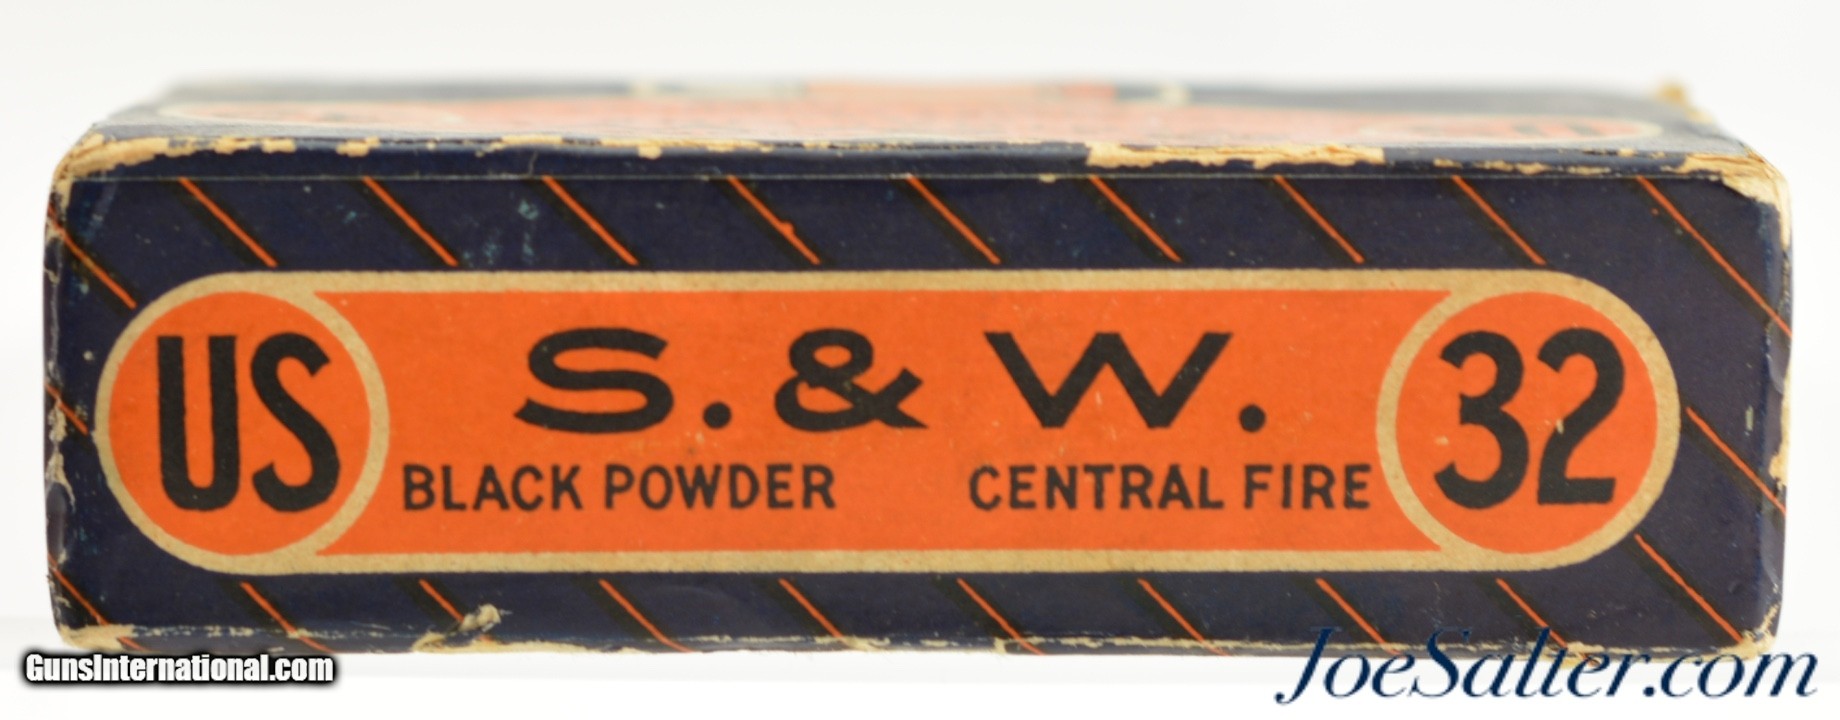 US S. & W. 32
BLACK POWDER CENTRAL FIRE
GunsInternational.com
JoeSalter.com